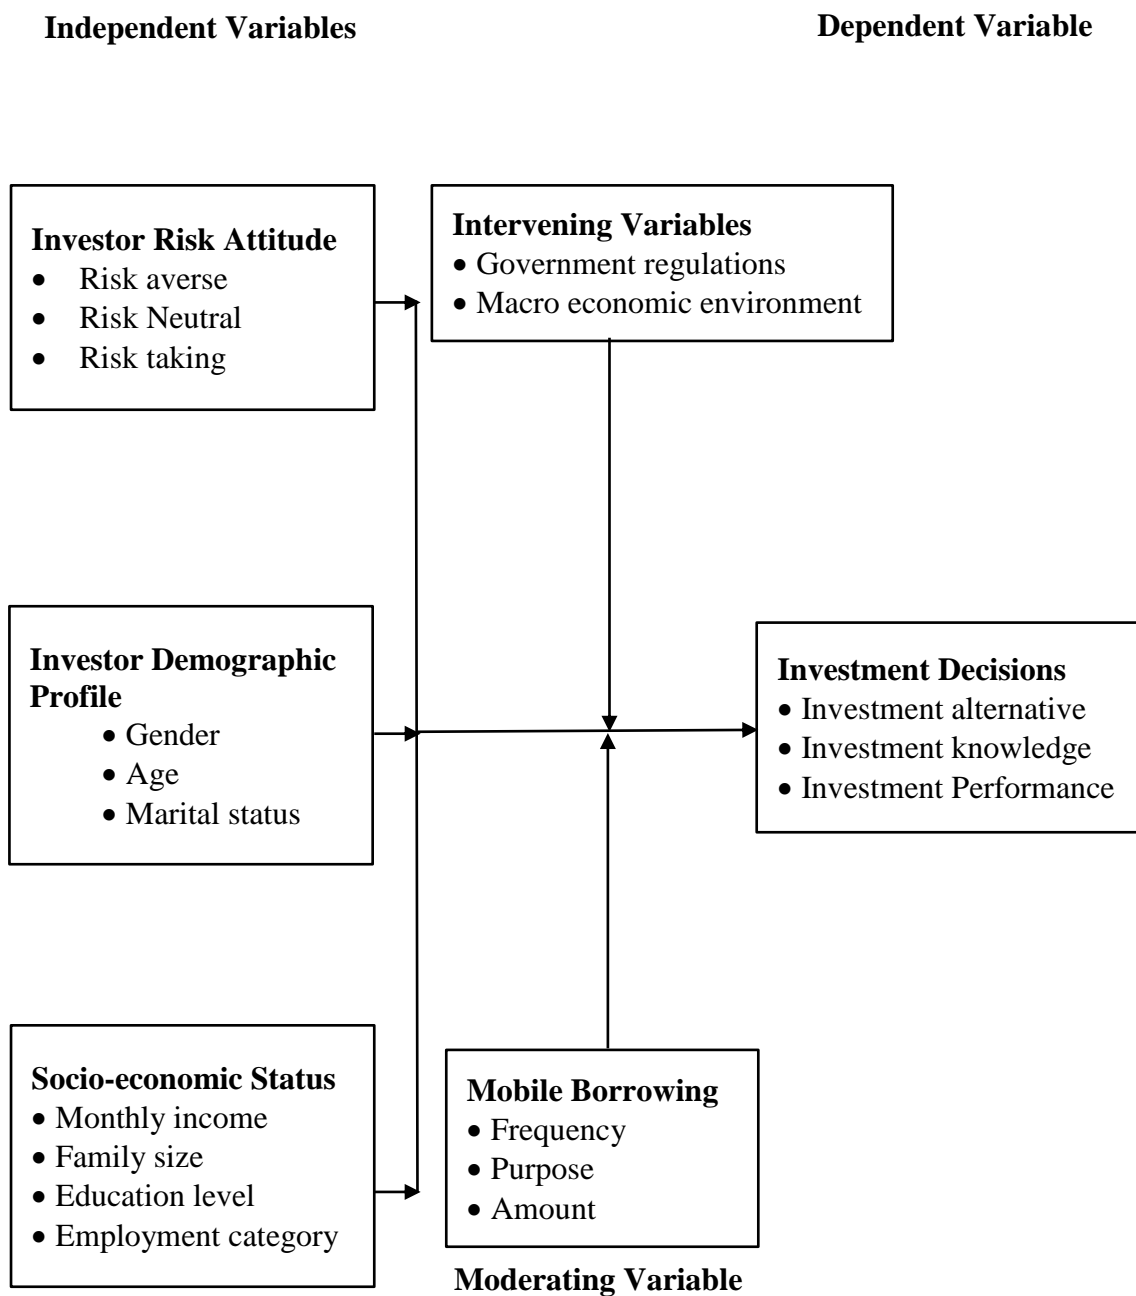 Independent Variables
Dependent Variable
Investor Risk Attitude
• Risk averse
• Risk Neutral
• Risk taking
Intervening Variables
• Government regulations
• Macro economic environment
Investor Demographic
Profile
• Gender
• Age
• Marital status
Investment Decisions
• Investment alternative
• Investment knowledge
• Investment Performance
Socio-economic Status
• Monthly income
• Family size
• Education level
• Employment category
Mobile Borrowing
• Frequency
• Purpose
• Amount
Moderating Variable